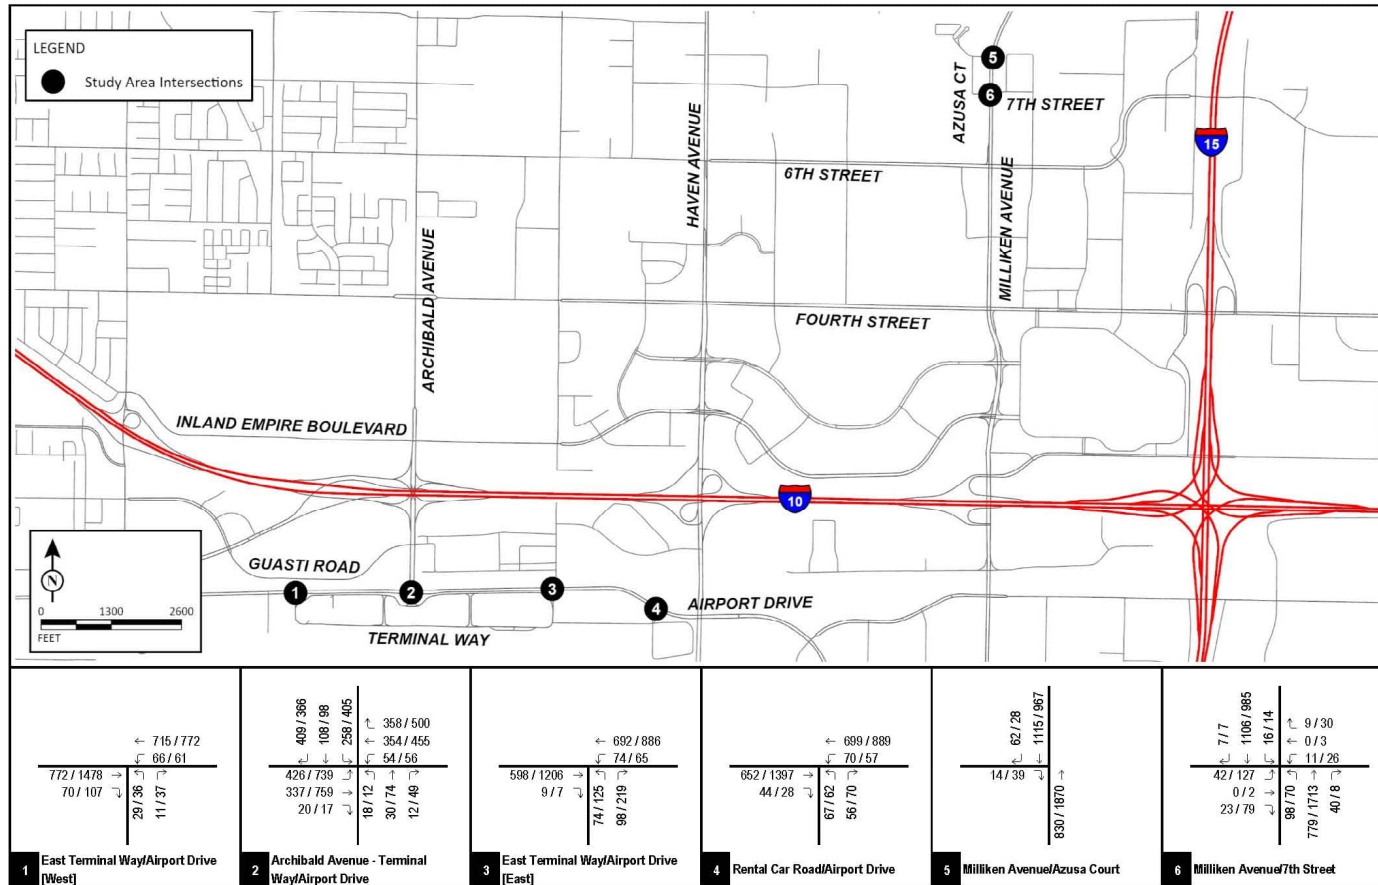 LEGEND
Study Area Intersections
5
6
AZUSA CT
7TH STREET
HAVEN AVENUE
15
6TH STREET
MILLIKEN AVENUE
ARCHIBALD AVENUE
FOURTH STREET
INLAND EMPIRE BOULEVARD
10
N
0 1300 2600
FEET
GUASTI ROAD
1
2
3
4
AIRPORT DRIVE
TERMINAL WAY
715 / 772
66 / 61
772 / 1478
70 / 107
29 / 36
11 / 37
1 East Terminal Way/Airport Drive
[West]
409 / 366
108 / 98
258 / 405
358 / 500
354 / 455
54 / 56
426 / 739
337 / 759
20 / 17
18 / 12
30 / 74
12 / 49
2 Archibald Avenue - Terminal
Way/Airport Drive
692 / 886
74 / 65
598 / 1206
9 / 7
74 / 125
98 / 219
3 East Terminal Way/Airport Drive
[East]
699 / 889
70 / 57
652 / 1397
44 / 28
67 / 62
56 / 70
4 Rental Car Road/Airport Drive
62 / 28
1115 / 967
14 / 39
830 / 1870
5 Milliken Avenue/Azusa Court
7 / 7
1106 / 985
16 / 14
9 / 30
0 / 3
11 / 26
42 / 127
0 / 2
23 / 79
98 / 70
779 / 1713
40 / 8
6 Milliken Avenue/7th Street